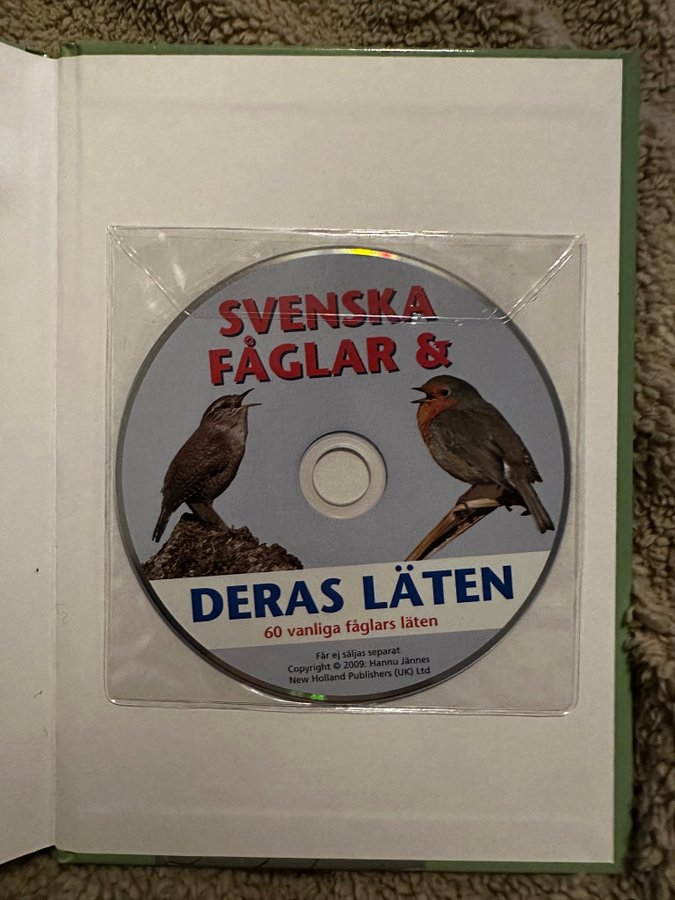 SVENSKA
FÅGLAR &
DERAS LÄTEN
60 vanliga fåglars läten
Får ej säljas separat
Copyright © 2009: Hannu Jännes
New Holland Publishers (UK) Ltd